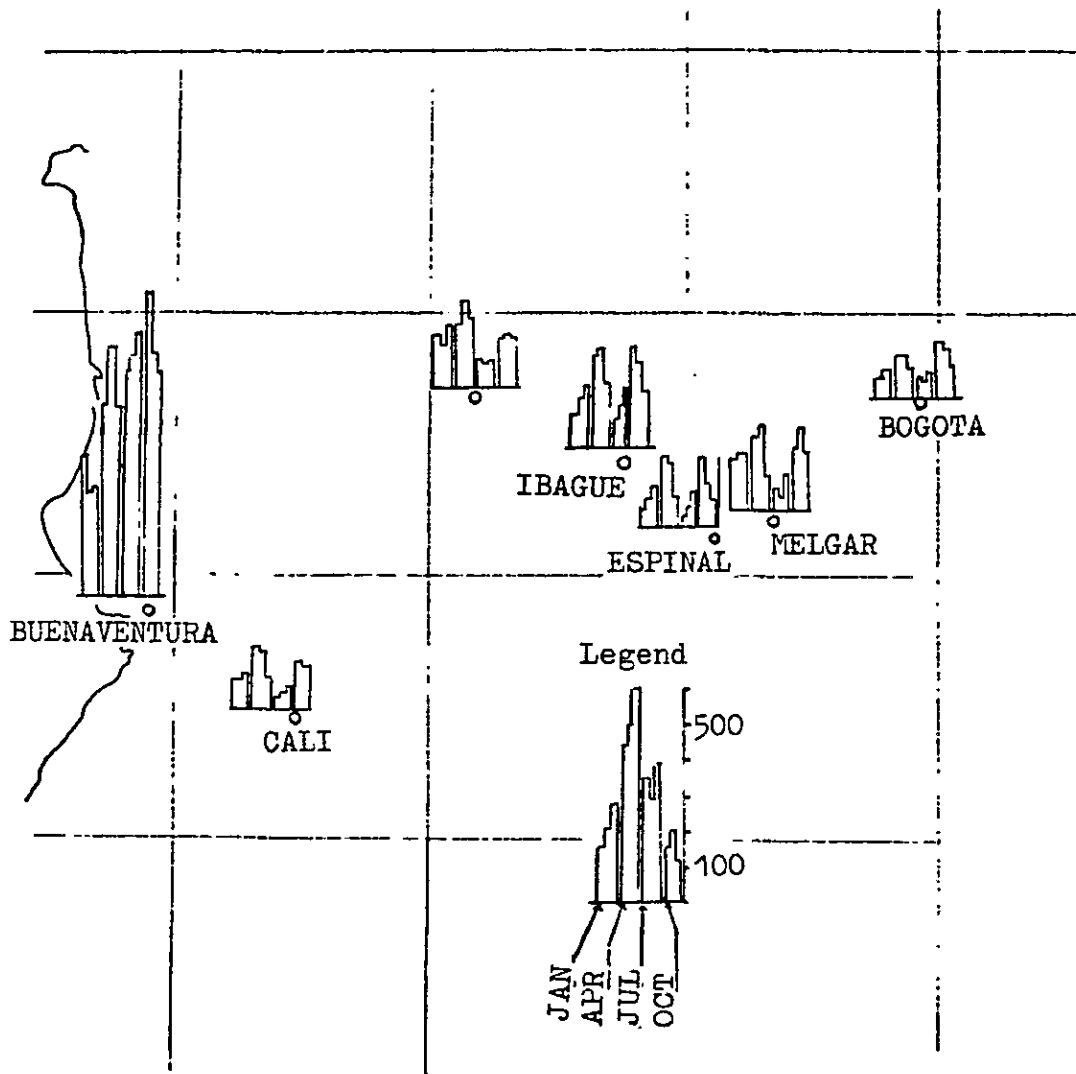 BOGOTA
IBAGUE
MELGAR
ESPINAL
BUENAVENTURA
Legend
CALI
500
100
JAN
APR
JUL
OCT